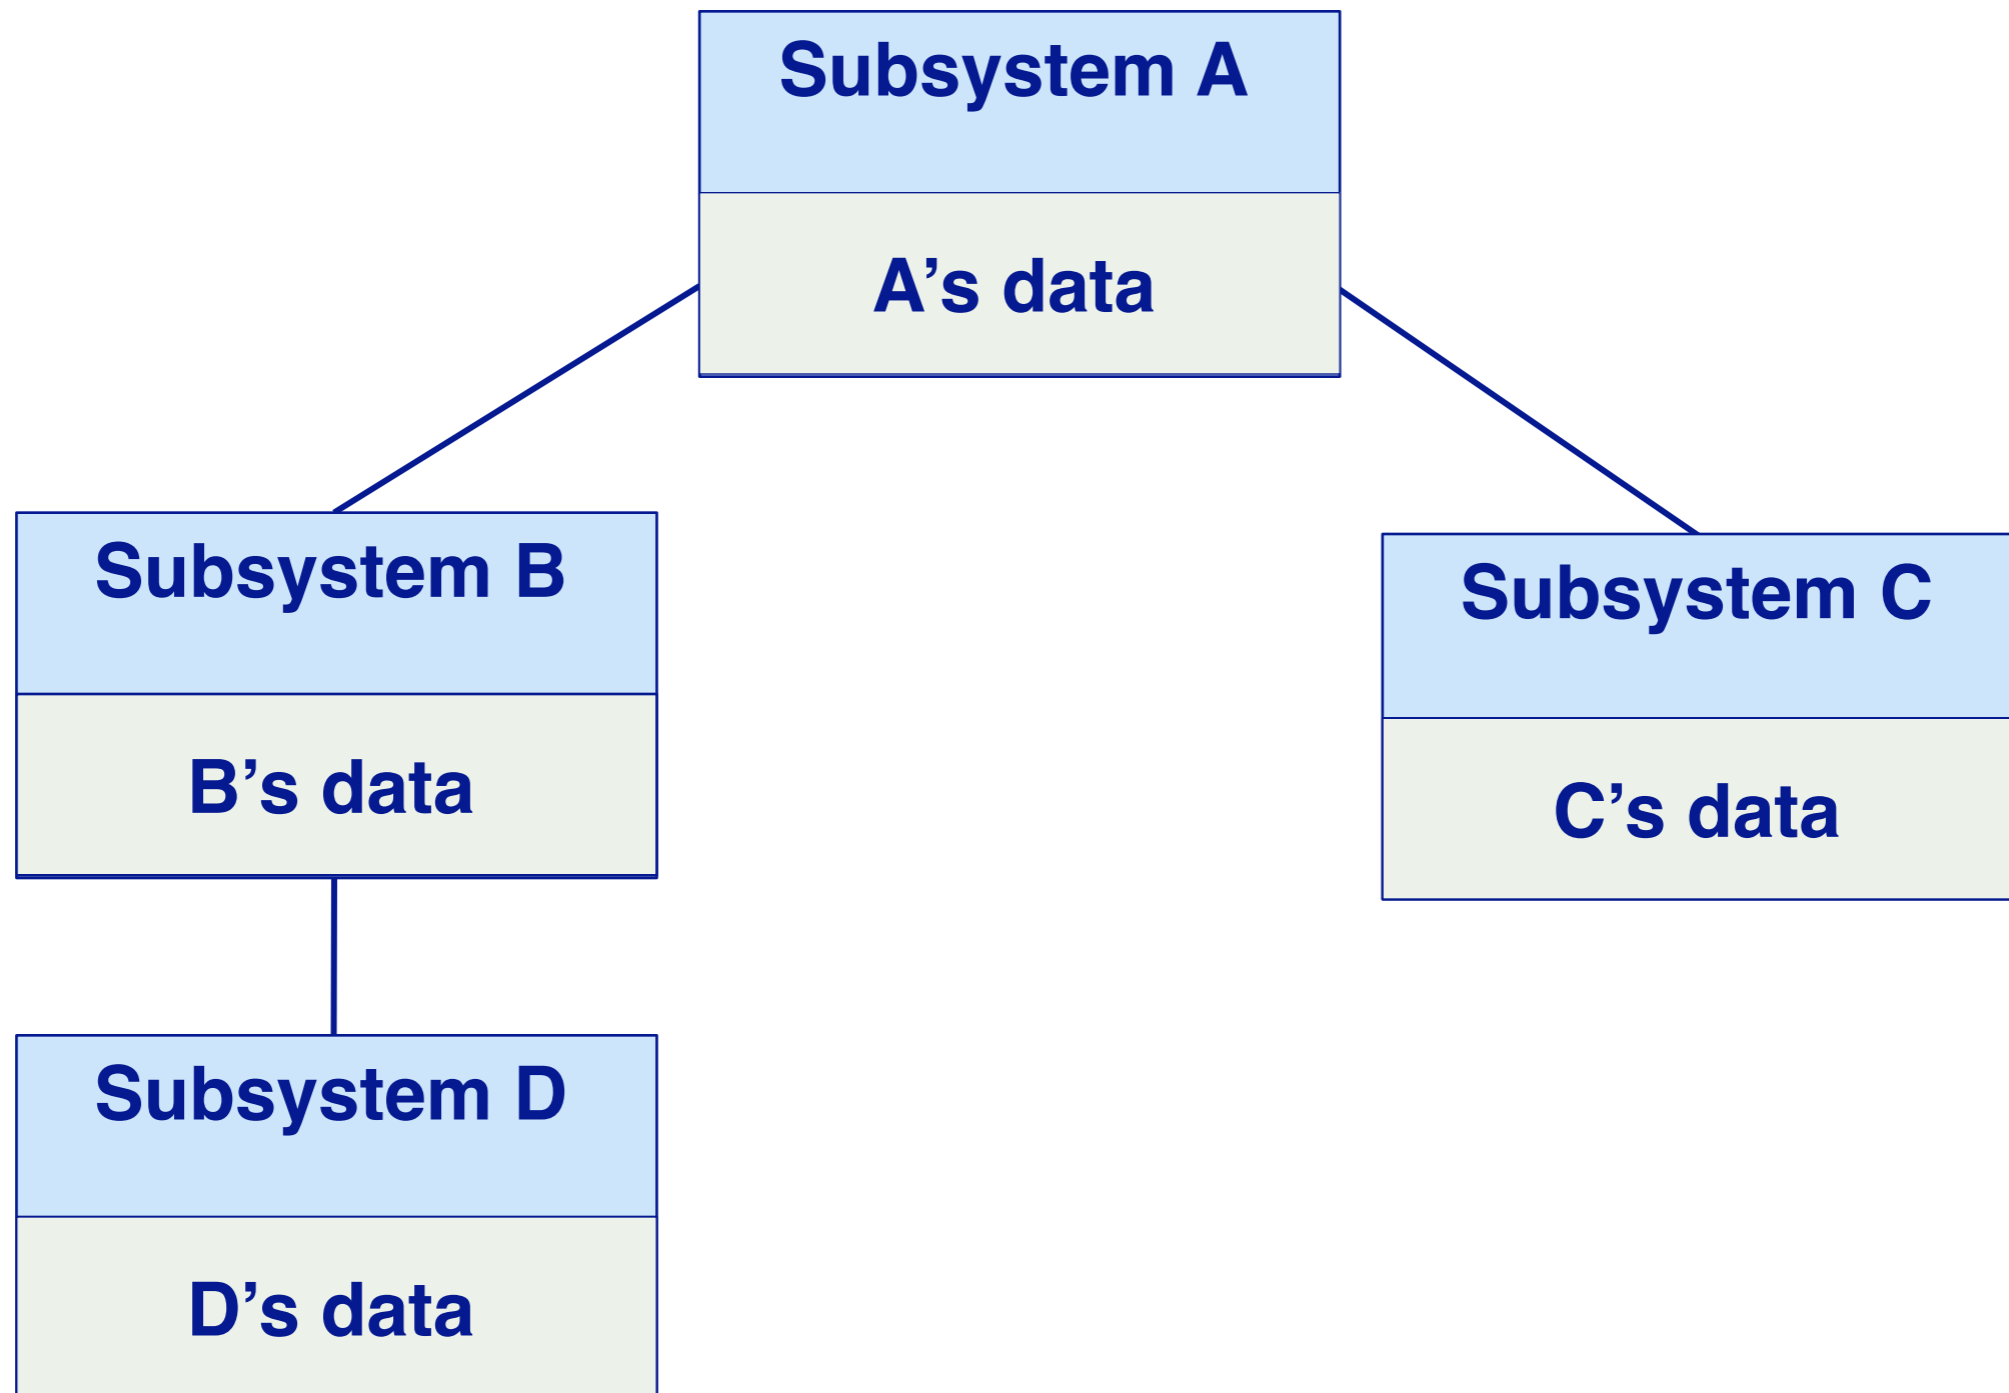 Subsystem A
A’s data
Subsystem B
B’s data
Subsystem C
C’s data
Subsystem D
D’s data